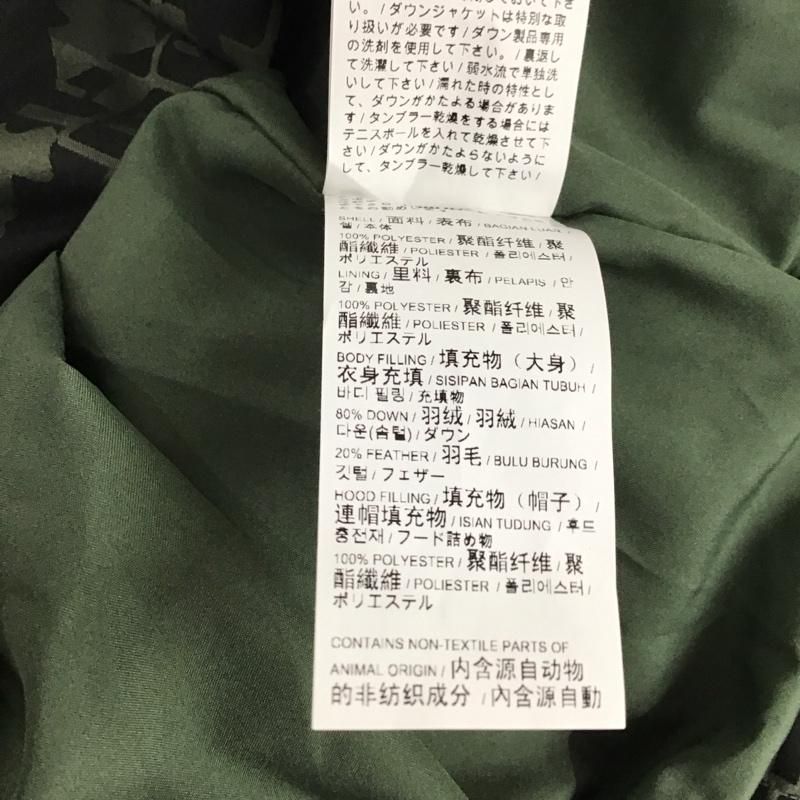 い。/ダウンジャケットは特別な取
り扱いが必要です/ダウン製品専用
の洗剤を使用して下さい。/裏返し
て洗濯して下さい/弱水流で単独洗
いして下さい/濡れた時の特性とし
て、ダウンがかたよる場合がありま
す/タンブラー乾燥をする場合には
テニスボールを入れて乾燥させて下
さい/ダウンがかたよらないように
して、タンブラー乾燥して下さい/
SHELL / 面料 / 表布 / BAGIAN LUAR /
겉 / 本体
100% POLYESTER / 聚酯纤维 / 聚
酯纖維 / POLIESTER / 폴리에스터 /
ポリエステル
LINING / 里料 / 裏布 / PELAPIS / 안
감 / 裏地
100% POLYESTER / 聚酯纤维 / 聚
酯纖維 / POLIESTER / 폴리에스터 /
ポリエステル
BODY FILLING / 填充物（大身） /
衣身充填 / SISIPAN BAGIAN TUBUH /
바디 필링 / 充填物
80% DOWN / 羽绒 / 羽絨 / HIASAN /
다운(솜털) / ダウン
20% FEATHER / 羽毛 / BULU BURUNG /
깃털 / フェザー
HOOD FILLING / 填充物（帽子） /
連帽填充物 / ISIAN TUDUNG / 후드
충전재 / フード詰め物
100% POLYESTER / 聚酯纤维 / 聚
酯纖維 / POLIESTER / 폴리에스터 /
ポリエステル
CONTAINS NON-TEXTILE PARTS OF
ANIMAL ORIGIN / 内含源自动物
的非纺织成分 / 內含源自動